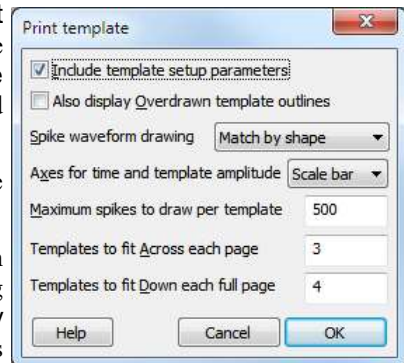 Print template
Include template setup parameters
Also display Overdrawn template outlines
Spike waveform drawing Match by shape
Axes for time and template amplitude Scale bar
Maximum spikes to draw per template 500
Templates to fit Across each page 3
Templates to fit Down each full page 4
Help Cancel OK